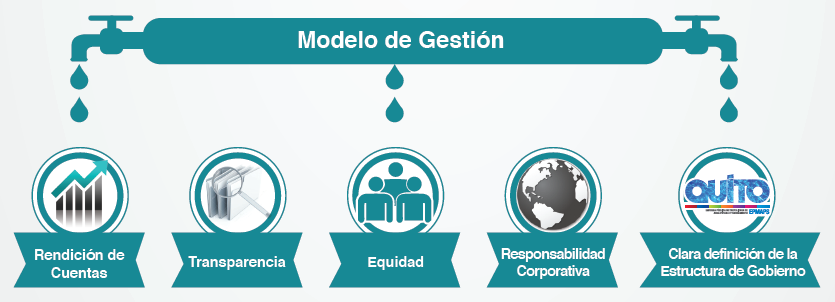 Modelo de Gestión
Rendición de
Cuentas
Transparencia
Equidad
Responsabilidad
Corporativa
QUITO
EPMAPS
Clara definición de la
Estructura de Gobierno